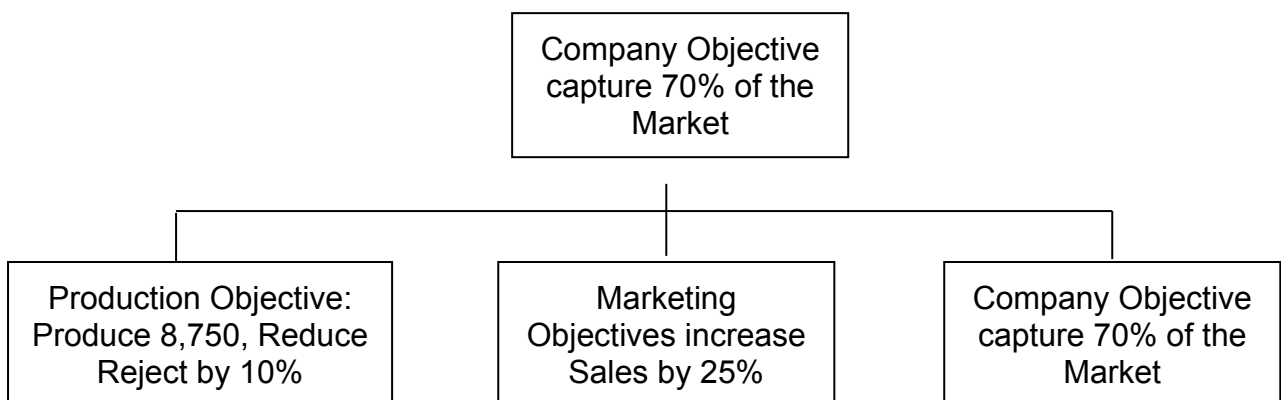 Company Objective
capture 70% of the
Market
Production Objective:
Produce 8,750, Reduce
Reject by 10%
Marketing
Objectives increase
Sales by 25%
Company Objective
capture 70% of the
Market